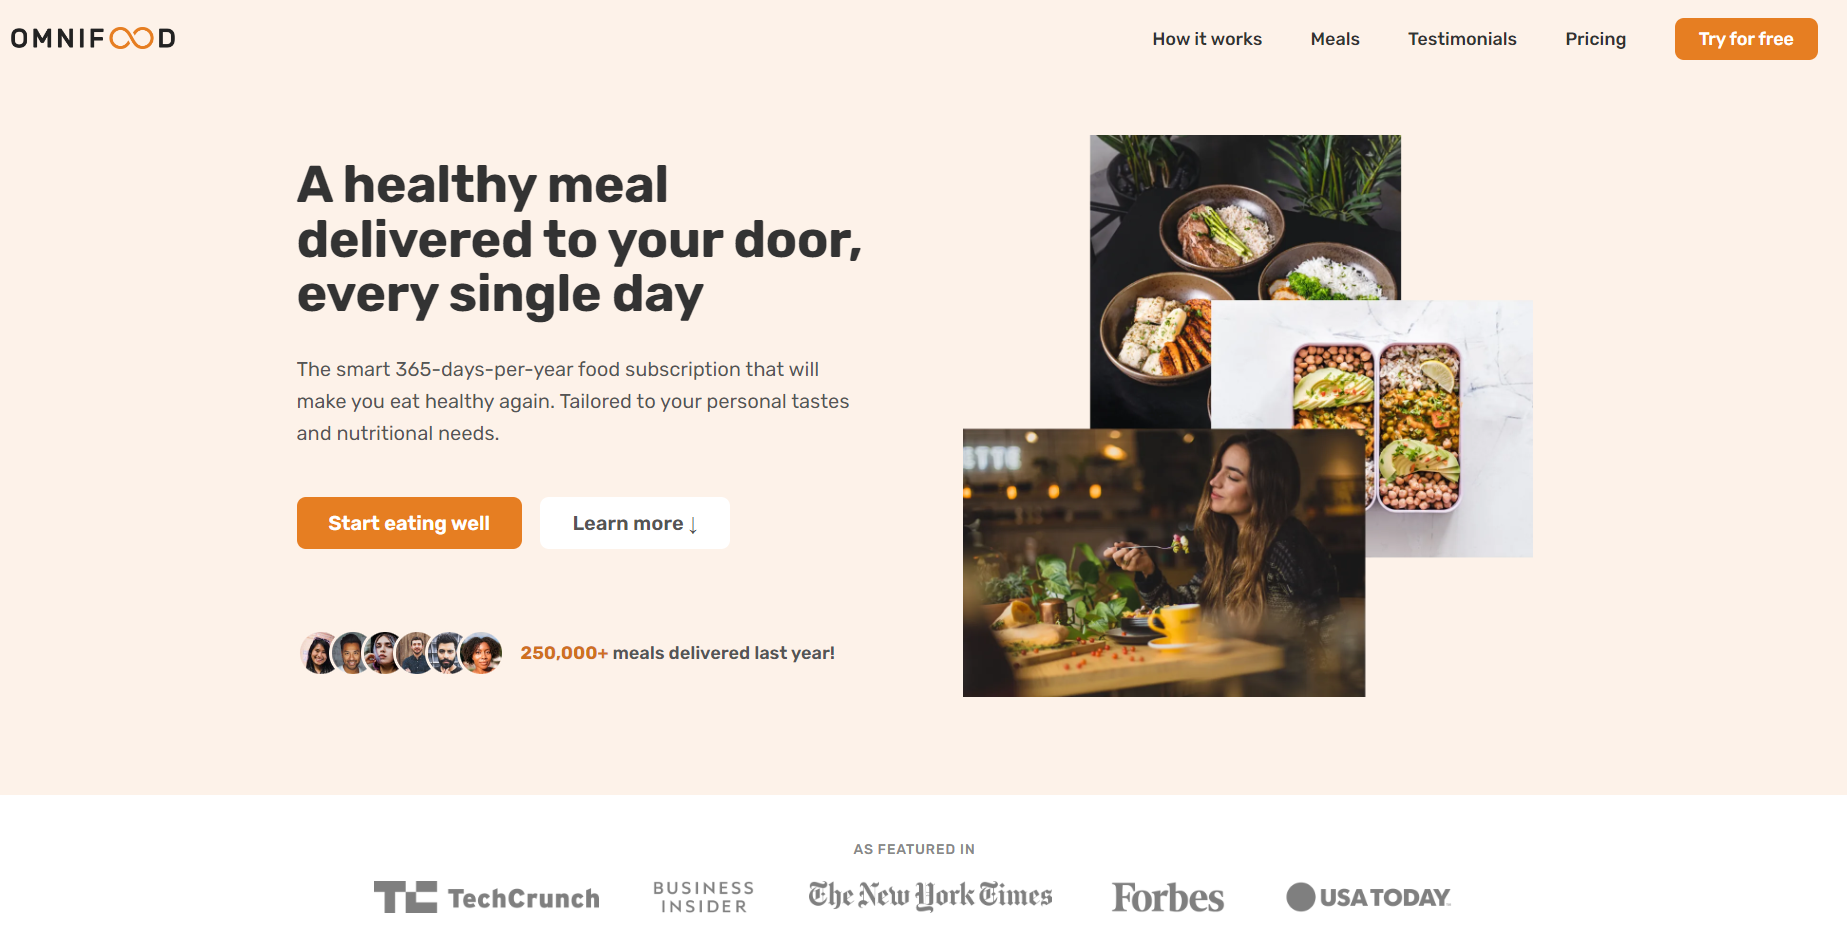 OMNIFOOD
How it works
Meals
Testimonials
Pricing
Try for free
A healthy meal
delivered to your door,
every single day
The smart 365-days-per-year food subscription that will
make you eat healthy again. Tailored to your personal tastes
and nutritional needs.
Start eating well
Learn more ↓
250,000+ meals delivered last year!
AS FEATURED IN
TC TechCrunch
BUSINESS
INSIDER
The New York Times
Forbes
USA TODAY